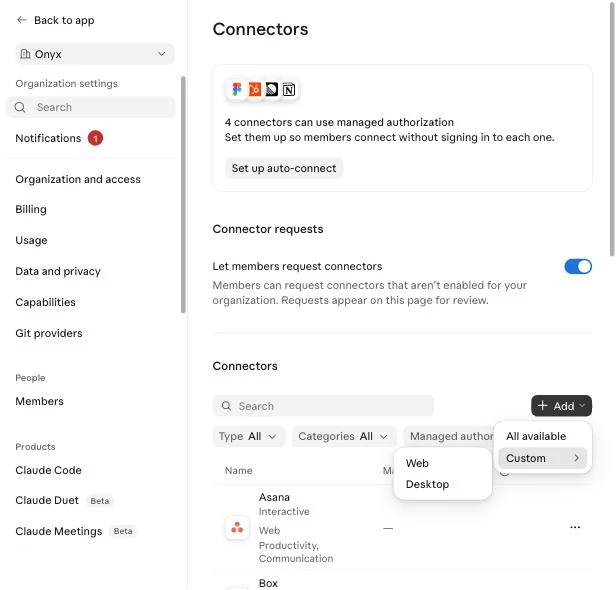 Back to app
Onyx
Organization settings
Search
Notifications 1
Organization and access
Billing
Usage
Data and privacy
Capabilities
Git providers
People
Members
Products
Claude Code
Claude Duet Beta
Claude Meetings Beta
Connectors
4 connectors can use managed authorization
Set them up so members connect without signing in to each one.
Set up auto-connect
Connector requests
Let members request connectors
Members can request connectors that aren’t enabled for your
organization. Requests appear on this page for review.
Connectors
Search
+ Add
Type All
Categories All
Managed author
All available
Custom
Web
Desktop
Name
Asana
Interactive
Web
Productivity,
Communication
—
Box